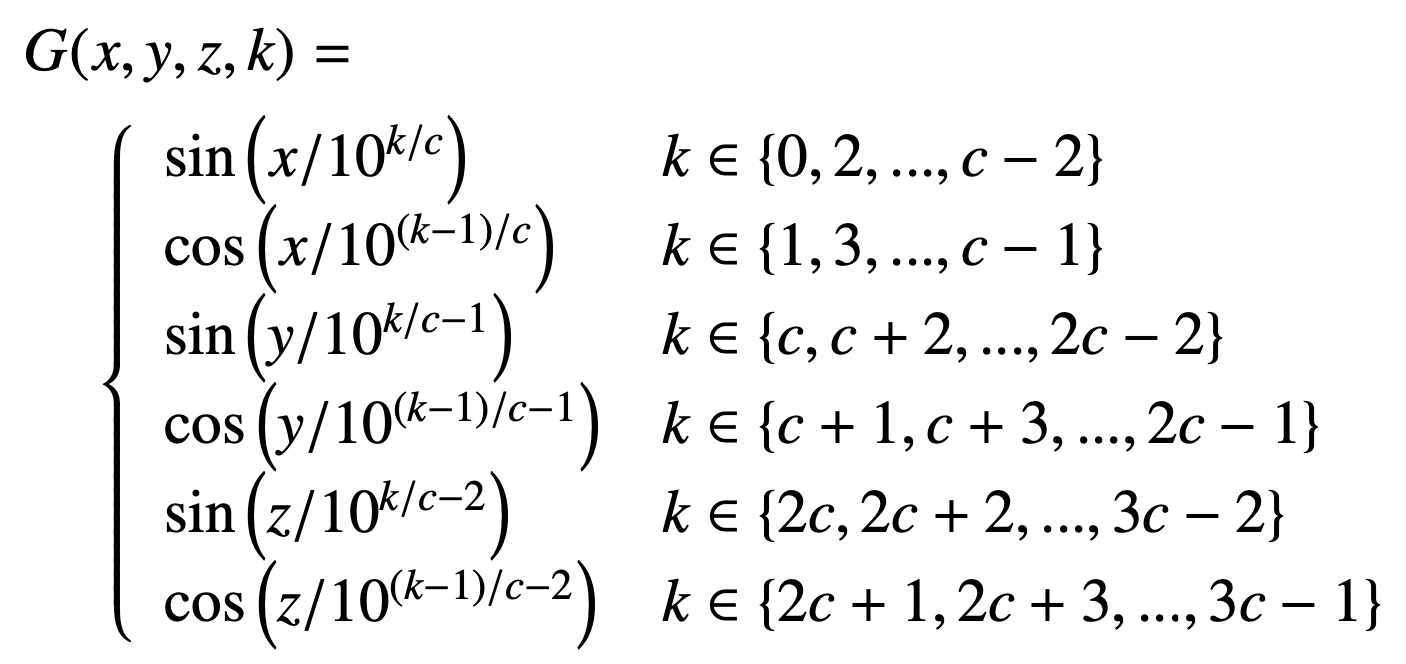 G(x, y, z, k) =
sin(x/10^{k/c}) k ∈ {0, 2, ..., c − 2}
cos(x/10^{(k−1)/c}) k ∈ {1, 3, ..., c − 1}
sin(y/10^{k/c−1}) k ∈ {c, c + 2, ..., 2c − 2}
cos(y/10^{(k−1)/c−1}) k ∈ {c + 1, c + 3, ..., 2c − 1}
sin(z/10^{k/c−2}) k ∈ {2c, 2c + 2, ..., 3c − 2}
cos(z/10^{(k−1)/c−2}) k ∈ {2c + 1, 2c + 3, ..., 3c − 1}